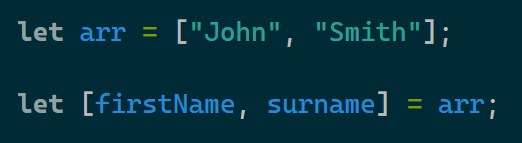 let arr = ["John", "Smith"];
let [firstName, surname] = arr;